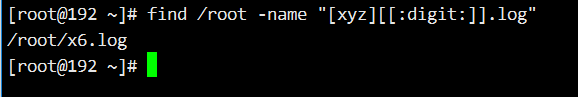 [root@192 ~]# find /root -name "[xyz][[:digit:]].log"
/root/x6.log
[root@192 ~]#